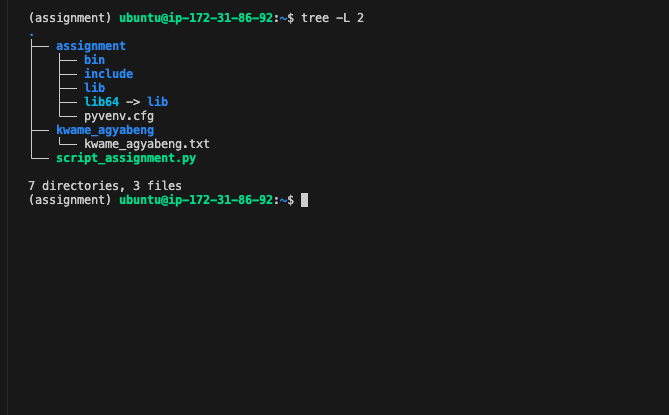 (assignment) ubuntu@ip-172-31-86-92:~$ tree -L 2
.
├── assignment
│   ├── bin
│   ├── include
│   ├── lib
│   ├── lib64 -> lib
│   └── pyvenv.cfg
├── kwame_agyabeng
│   └── kwame_agyabeng.txt
└── script_assignment.py

7 directories, 3 files
(assignment) ubuntu@ip-172-31-86-92:~$